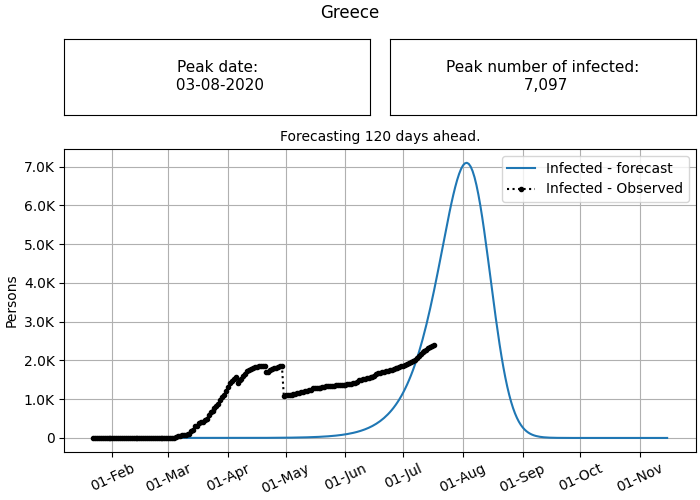 Greece
Peak date:
03-08-2020
Peak number of infected:
7,097
Forecasting 120 days ahead.
Infected - forecast
Infected - Observed
7.0K
6.0K
5.0K
4.0K
3.0K
2.0K
1.0K
0
Persons
01-Feb
01-Mar
01-Apr
01-May
01-Jun
01-Jul
01-Aug
01-Sep
01-Oct
01-Nov